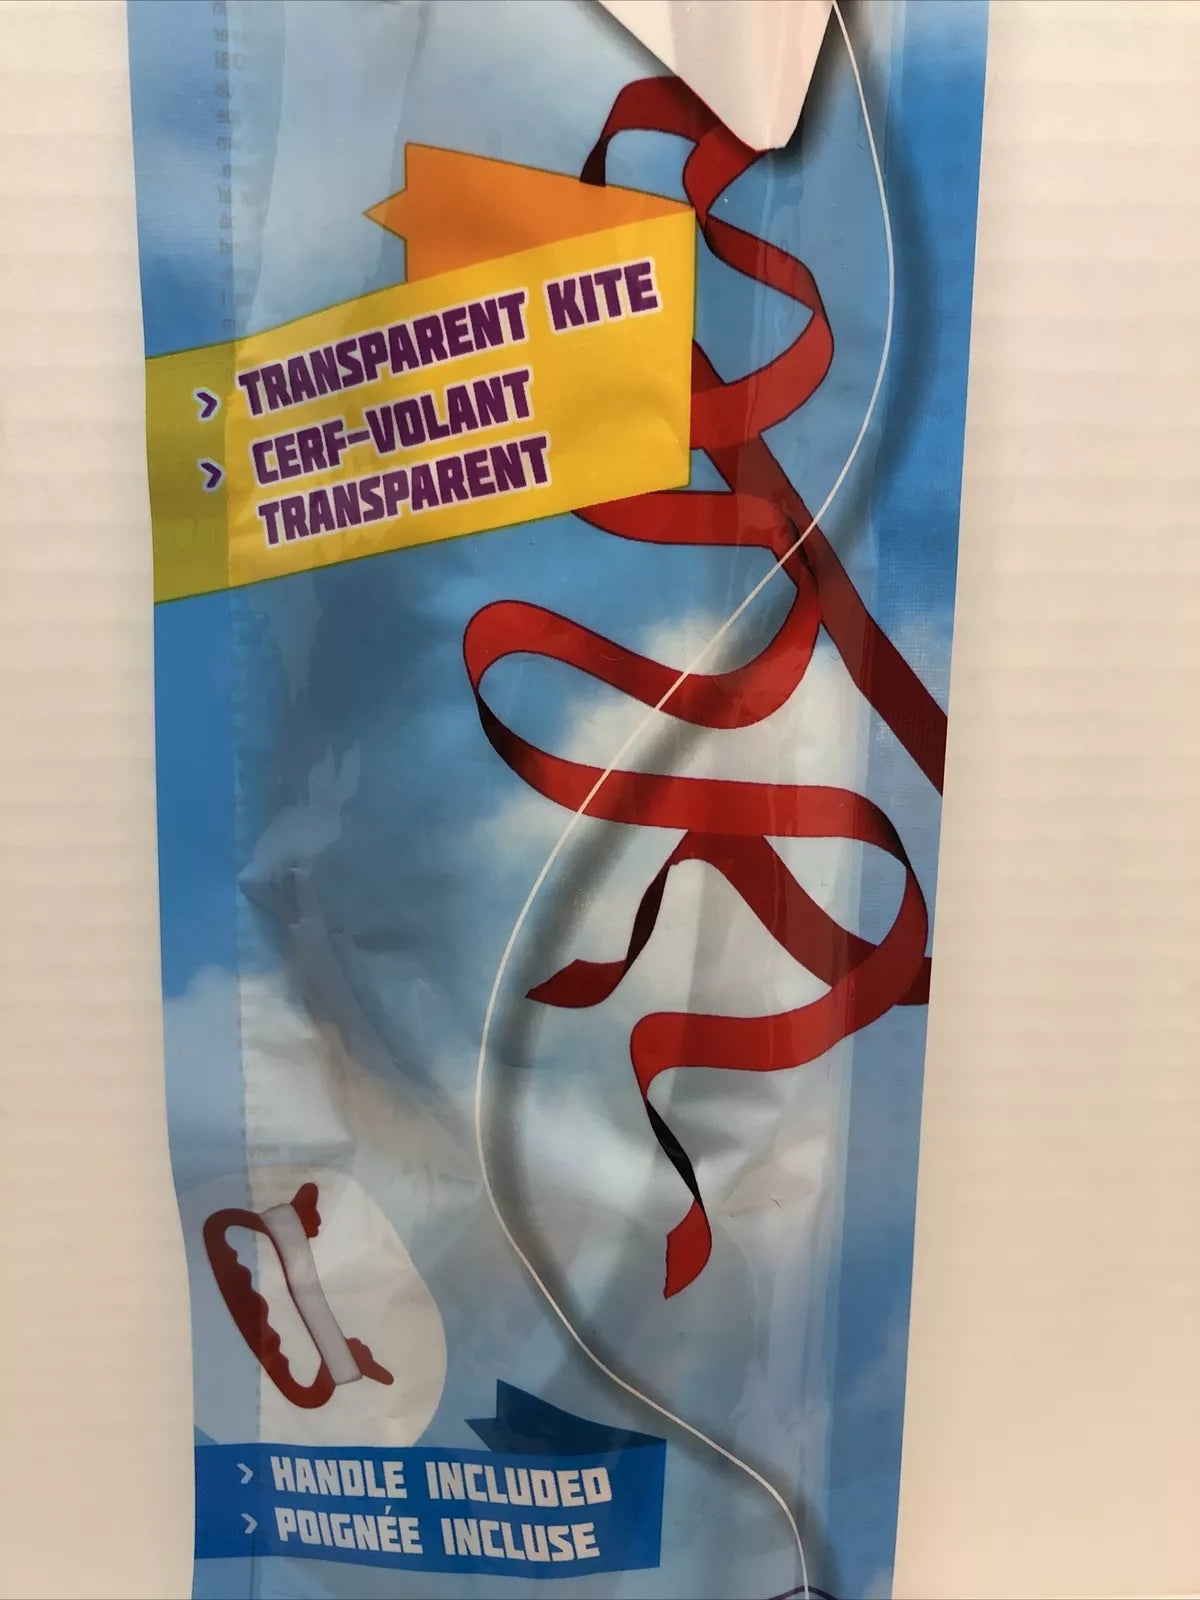 > TRANSPARENT KITE
> CERF-VOLANT
TRANSPARENT
> HANDLE INCLUDED
> POIGNÉE INCLUSE